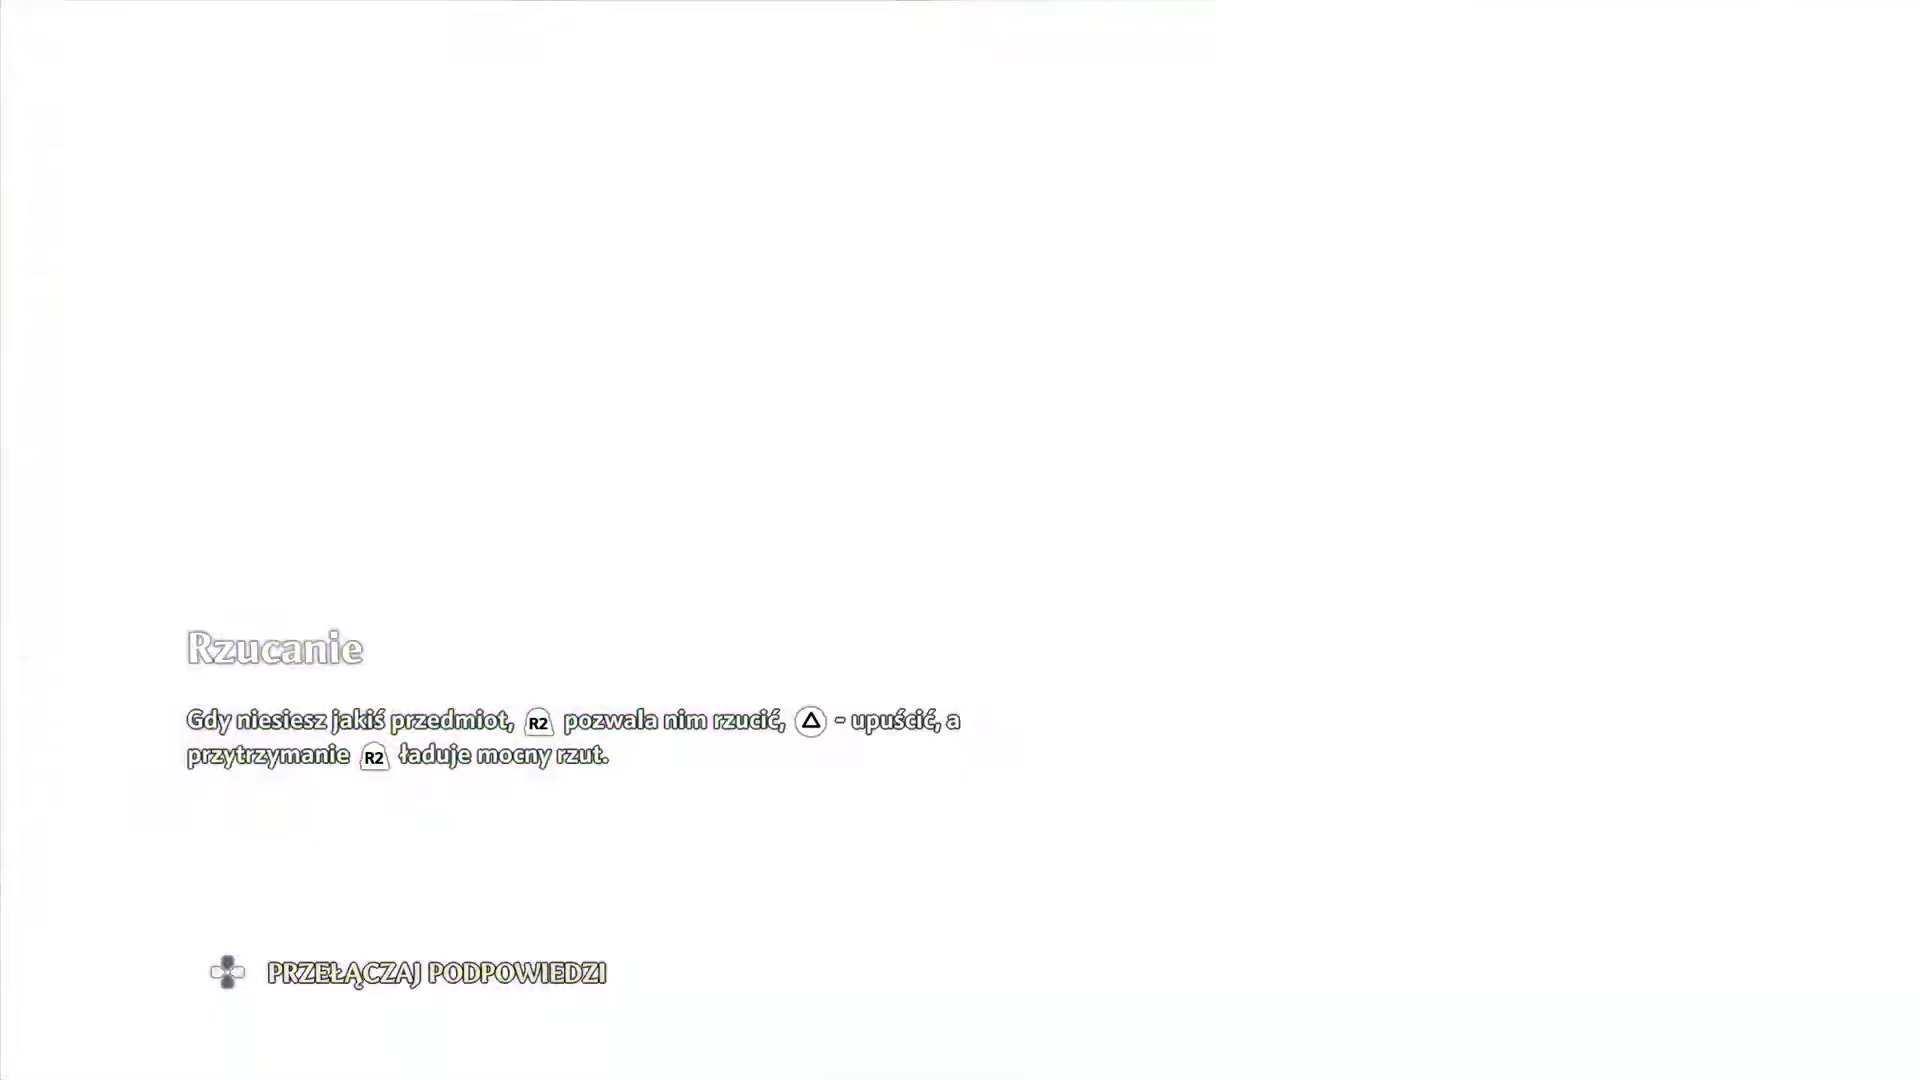 Rzucanie
Gdy niesiesz jakiś przedmiot, R2 pozwala nim rzucić, △ - upuścić, a
przytrzymanie R2 ładuje mocny rzut.
PRZEŁĄCZAJ PODPOWIEDZI